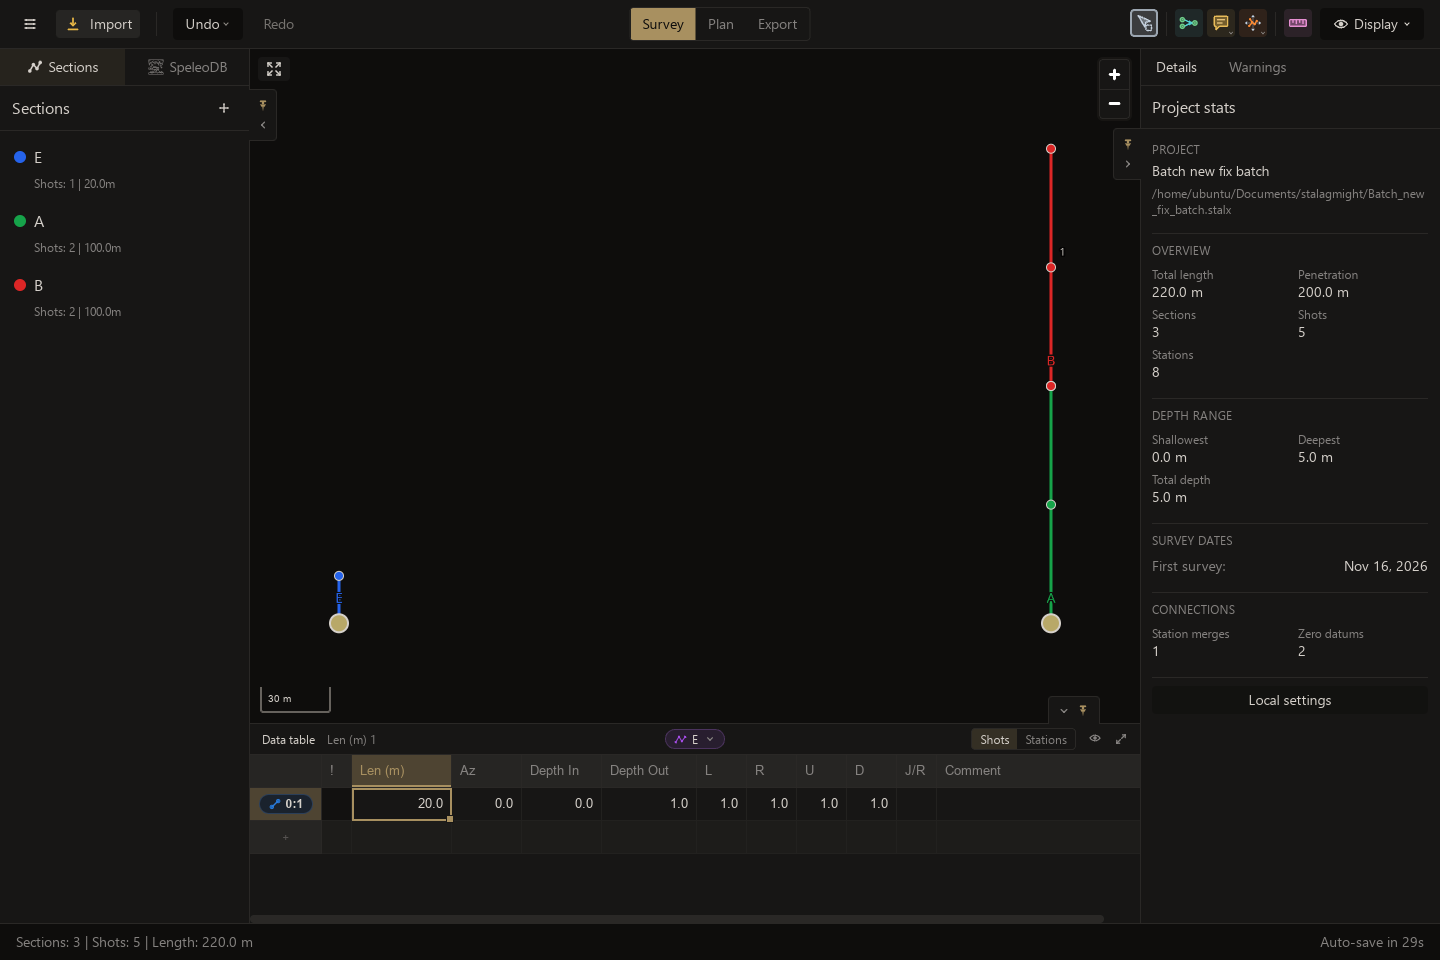 Import
Undo
Redo
Survey
Plan
Export
Display
Sections
SpeleoDB
Sections
E
Shots: 1 | 20.0m
A
Shots: 2 | 100.0m
B
Shots: 2 | 100.0m
1
B
A
E
30 m
Details
Warnings
Project stats
PROJECT
Batch new fix batch
/home/ubuntu/Documents/stalagmight/Batch_new
_fix_batch.stalx
OVERVIEW
Total length
Penetration
220.0 m
200.0 m
Sections
Shots
3
5
Stations
8
DEPTH RANGE
Shallowest
Deepest
0.0 m
5.0 m
Total depth
5.0 m
SURVEY DATES
First survey:
Nov 16, 2026
CONNECTIONS
Station merges
Zero datums
1
2
Local settings
Data table
Len (m) 1
E
Shots
Stations
! Len (m) Az Depth In Depth Out L R U D J/R Comment
0:1 20.0 0.0 0.0 1.0 1.0 1.0 1.0 1.0
+
Sections: 3 | Shots: 5 | Length: 220.0 m
Auto-save in 29s